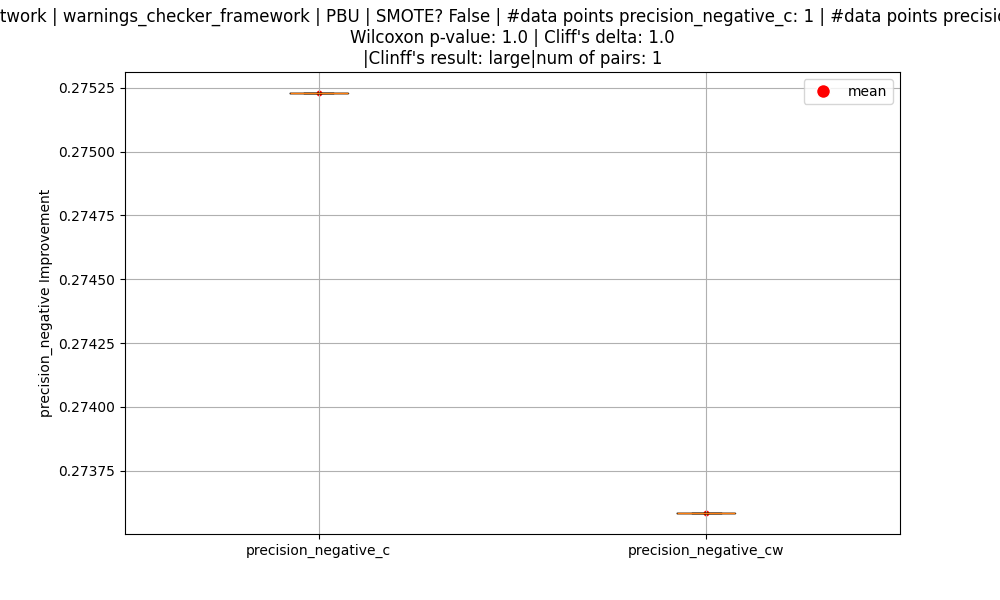 | warnings_checker_framework | PBU | SMOTE? False | #data points precision_negative_c: 1 | #data points
Wilcoxon p-value: 1.0 | Cliff's delta: 1.0
|Clinff's result: large|num of pairs: 1
mean
precision_negative Improvement
0.27525
0.27500
0.27475
0.27450
0.27425
0.27400
0.27375
precision_negative_c
precision_negative_cw